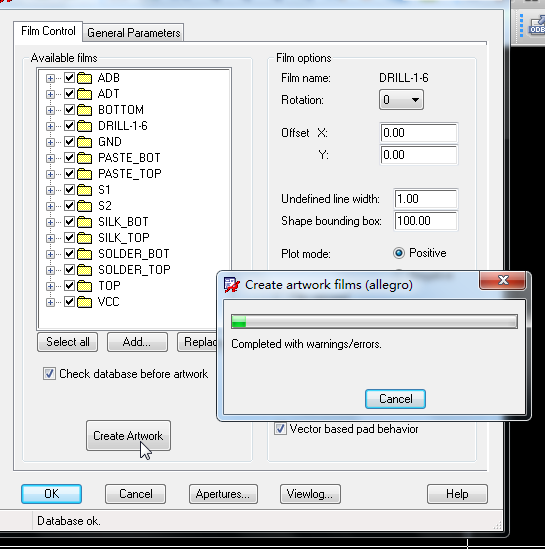 Film Control
General Parameters
Available films
ADB
ADT
BOTTOM
DRILL-1-6
GND
PASTE_BOT
PASTE_TOP
S1
S2
SILK_BOT
SILK_TOP
SOLDER_BOT
SOLDER_TOP
TOP
VCC
Select all
Add...
Replac
Check database before artwork
Create Artwork
Film options
Film name: DRILL-1-6
Rotation: 0
Offset X: 0.00
Y: 0.00
Undefined line width: 1.00
Shape bounding box: 100.00
Plot mode: Positive
Create artwork films (allegro)
Completed with warnings/errors.
Cancel
Vector based pad behavior
OK
Cancel
Apertures...
Viewlog...
Help
Database ok.